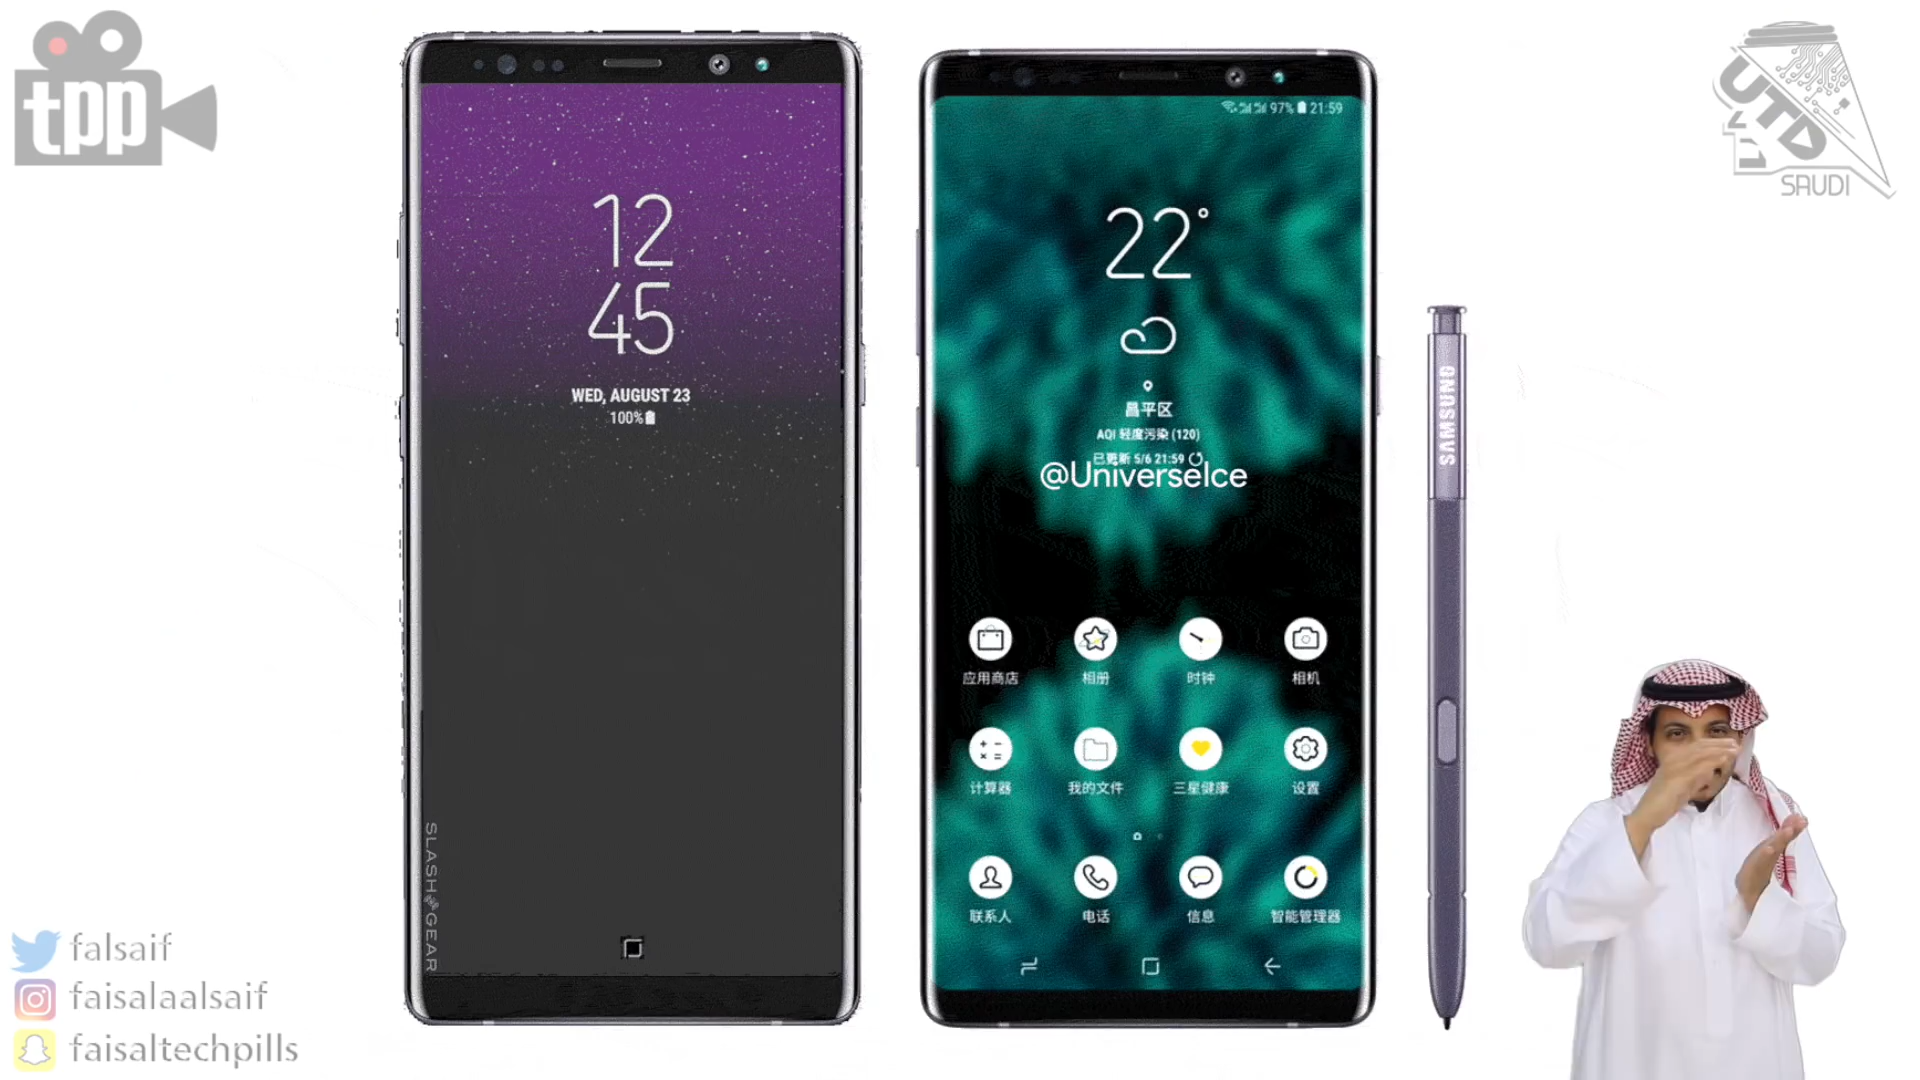 tpp
UTD
SAUDI
12
45
WED, AUGUST 23
100%
SLASHGEAR
97% 21:59
22°
昌平区
AQI 轻度污染 (120)
已更新 5/6 21:59
@UniverseIce
应用商店
相册
时钟
相机
计算器
我的文件
三星健康
设置
联系人
电话
信息
智能管理器
SAMSUNG
falsaif
faisalaalsaif
faisaltechpills